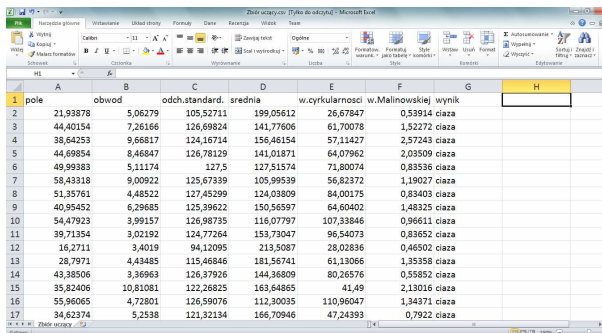 Zbiór uczący.csv [Tylko do odczytu] - Microsoft Excel
Plik Narzędzia główne Wstawianie Układ strony Formuły Dane Recenzja Widok Team
Wklej Wytnij Kopiuj Malarz formatów Schowek
Calibri 11 Czcionka
Zawijaj tekst Scal i wyśrodkuj Wyrównanie
Ogólne Liczba
Formatow. warunk. Formatuj jako tabelę Style komórki Style
Wstaw Usuń Format Komórki
Autosumowanie Wypełnij Wyczyść Sortuj i filtruj Znajdź i zaznacz Edytowanie
H1 fx
A B C D E F G H
1 pole obwod odch.standard. srednia w.cyrkularnosci w.Malinowskiej wynik
2 21,93878 5,06279 105,52711 199,05612 26,67847 0,53914 ciaza
3 44,40154 7,26166 126,69824 141,77606 61,70078 1,52272 ciaza
4 38,64253 9,66817 124,16714 156,46154 57,11427 2,57243 ciaza
5 44,69854 8,46847 126,78129 141,01871 64,07962 2,03509 ciaza
6 49,99383 5,11174 127,5 127,51574 71,80074 0,83536 ciaza
7 58,43318 9,00922 125,67339 105,99539 56,82372 1,19027 ciaza
8 51,35761 4,48522 127,45299 124,03809 84,00175 0,83403 ciaza
9 40,95452 6,29685 125,39622 150,56597 64,60402 1,48325 ciaza
10 54,47923 3,99157 126,98735 116,07797 107,33846 0,96611 ciaza
11 39,71354 3,02192 124,77264 153,73047 96,54073 0,83652 ciaza
12 16,2711 3,4019 94,12095 213,5087 28,02836 0,46502 ciaza
13 28,7971 4,43485 115,46846 181,56741 61,13066 1,35358 ciaza
14 43,38506 3,36963 126,37926 144,36809 80,26576 0,55852 ciaza
15 35,82406 10,81081 122,26825 163,64865 41,49 2,13016 ciaza
16 55,96065 4,72801 126,59076 112,30035 110,96047 1,34371 ciaza
17 34,62374 5,2538 121,32134 166,70946 47,24393 0,7922 ciaza
Zbiór uczący